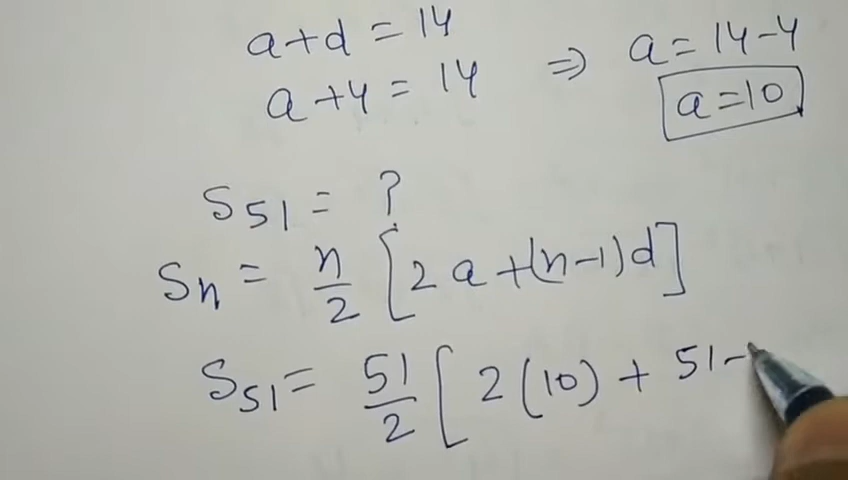 a+d = 14
a+4 = 14 ⇒ a = 14-4
a=10
S51 = ?
Sn = n/2 [2a+(n-1)d]
S51 = 51/2 [2(10) + 51-